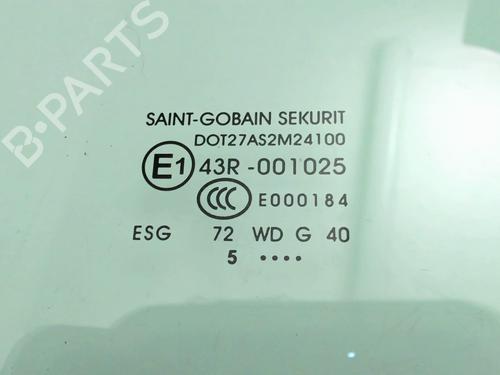 B-PARTS
SAINT-GOBAIN SEKURIT
DOT27AS2M24100
E1 43R -001025
CCC E000184
ESG 72 WD G 40
5 ····